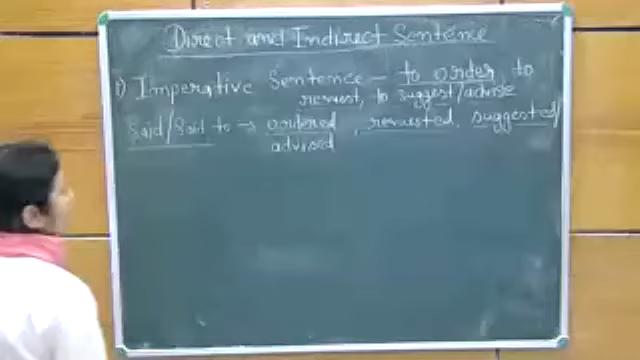 Direct and Indirect Sentence
1) Imperative Sentence - to order to
request, to suggest/advise
Said/Said to → ordered, requested. suggested/
advised